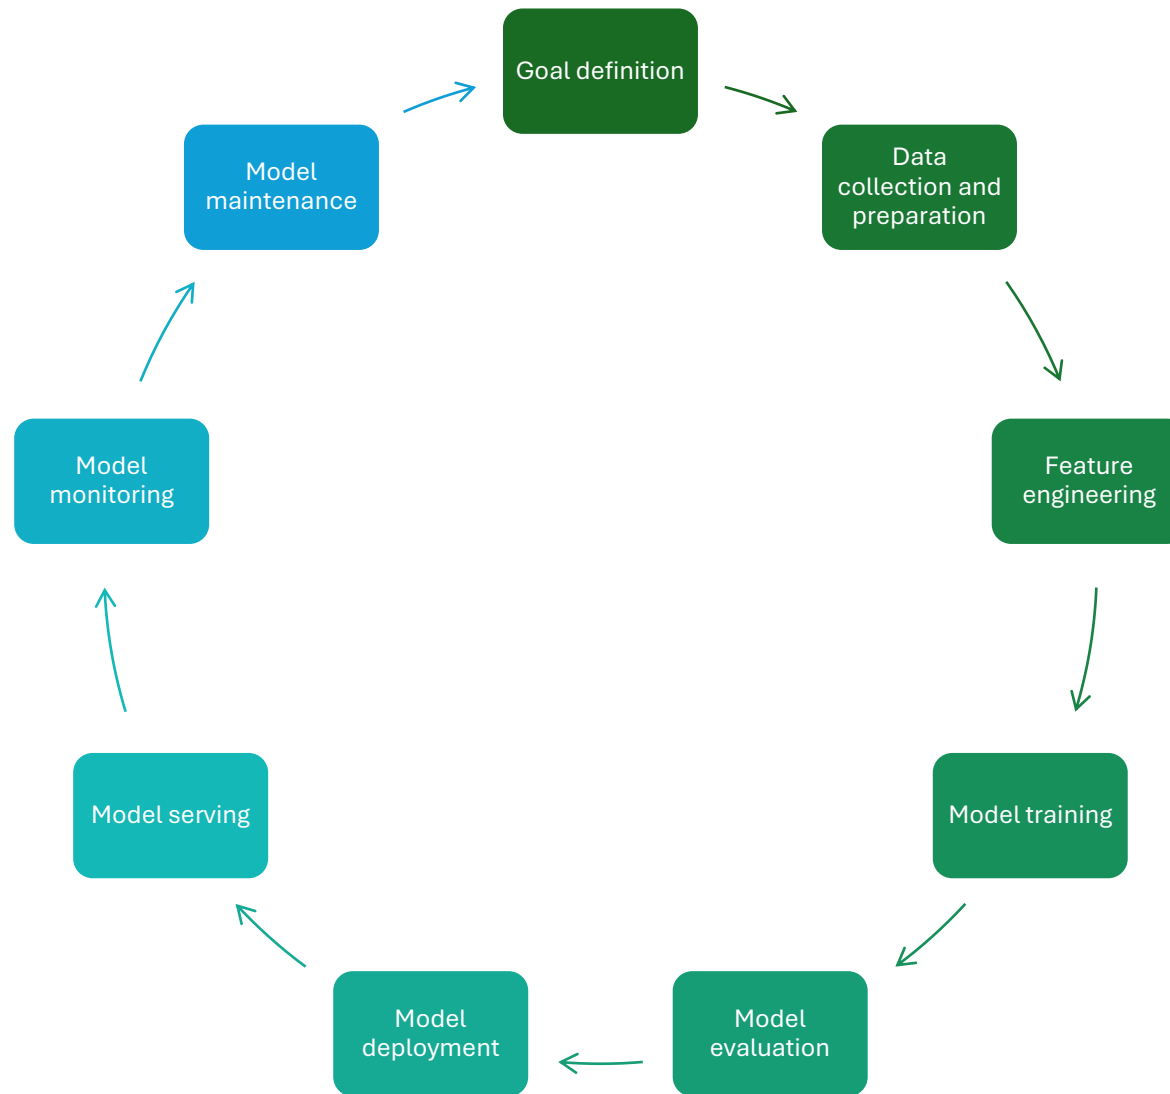 Goal definition
Data
collection and
preparation
Feature
engineering
Model training
Model
evaluation
Model
deployment
Model serving
Model
monitoring
Model
maintenance